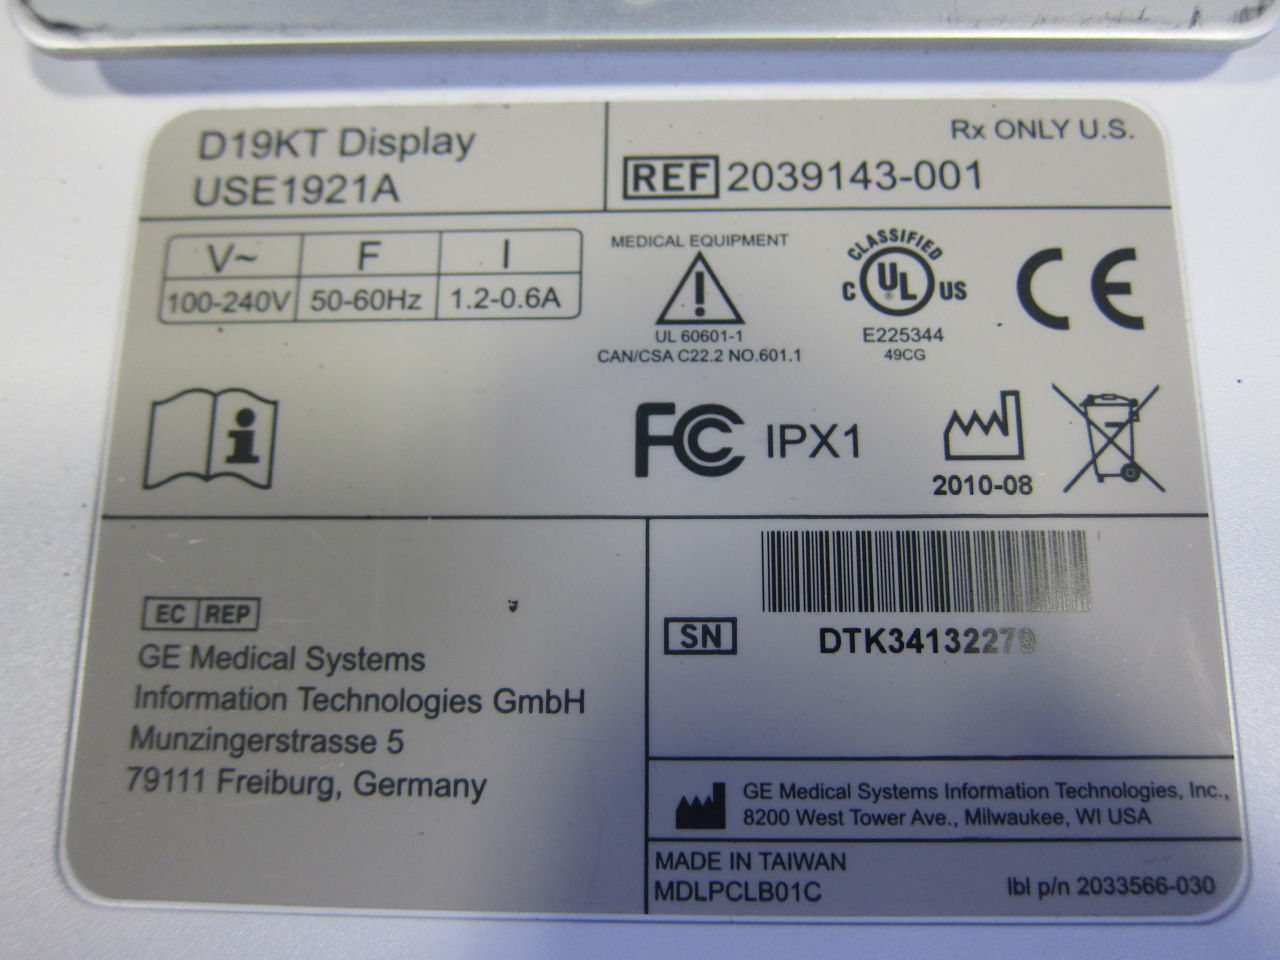 D19KT Display
USE1921A
Rx ONLY U.S.
REF 2039143-001
V~ F I
100-240V 50-60Hz 1.2-0.6A
MEDICAL EQUIPMENT
UL 60601-1
CAN/CSA C22.2 NO.601.1
CLASSIFIED
C UL® US
E225344
49CG
CE
i
FC IPX1
2010-08
EC REP
GE Medical Systems
Information Technologies GmbH
Munzingerstrasse 5
79111 Freiburg, Germany
SN
DTK34132279
GE Medical Systems Information Technologies, Inc.,
8200 West Tower Ave., Milwaukee, WI USA
MADE IN TAIWAN
MDLPCLB01C
lbl p/n 2033566-030